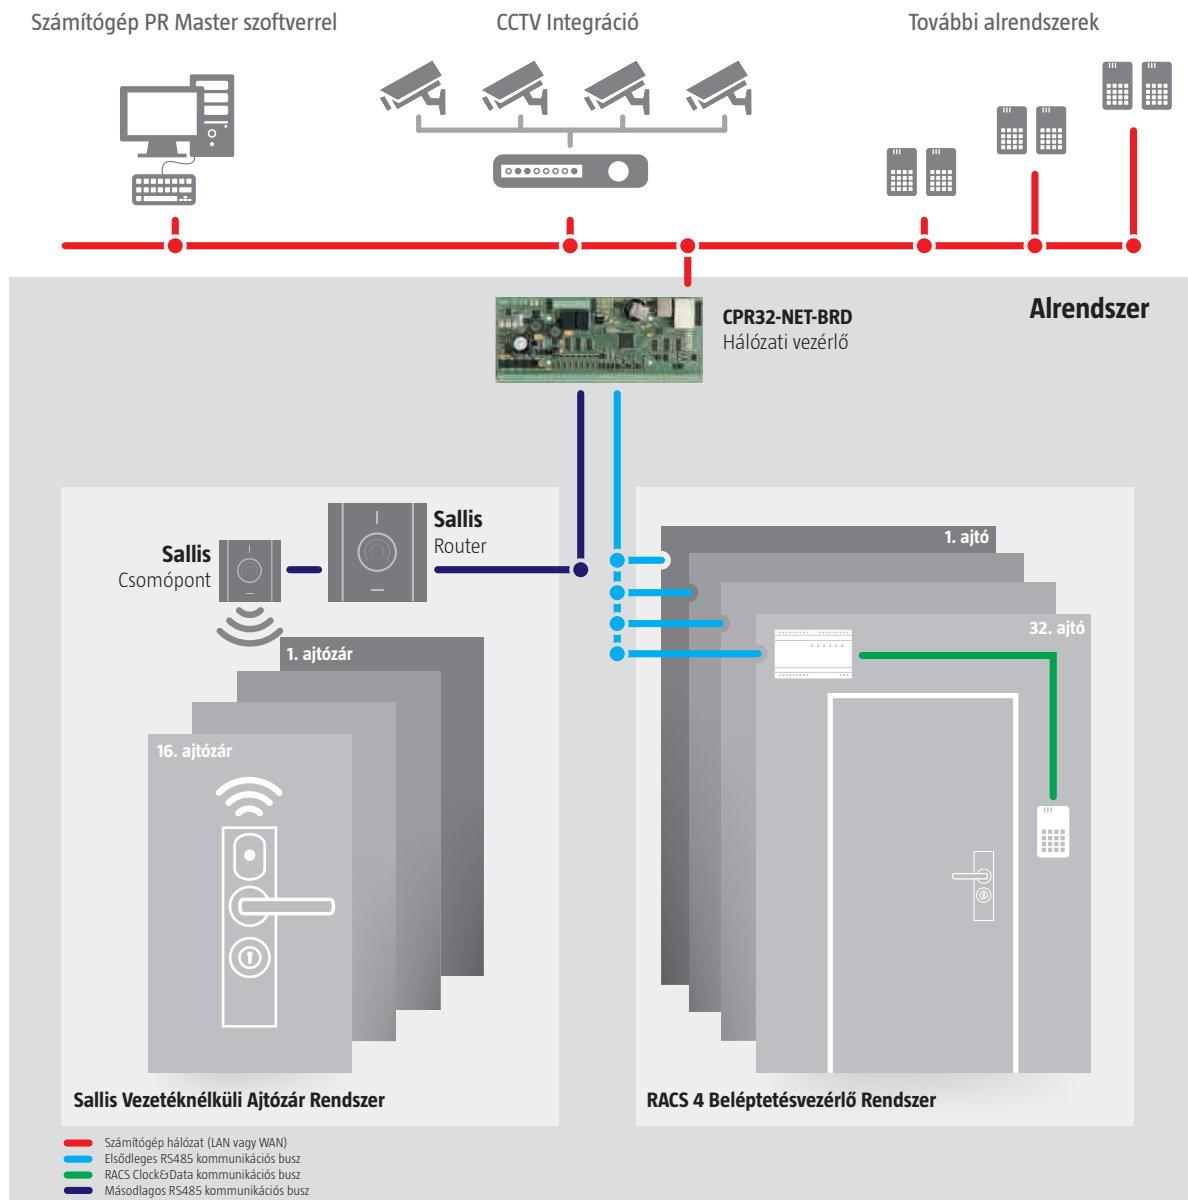 Számítógép PR Master szoftverrel
CCTV Integráció
További alrendszerek
Alrendszer
CPR32-NET-BRD
Hálózati vezérlő
Sallis
Router
Sallis
Csomópont
1. ajtó
32. ajtó
1. ajtózár
16. ajtózár
Sallis Vezetéknélküli Ajtózár Rendszer
RACS 4 Beléptetésvezérlő Rendszer
Számítógép hálózat (LAN vagy WAN)
Elsődleges RS485 kommunikációs busz
RACS Clock&Data kommunikációs busz
Másodlagos RS485 kommunikációs busz